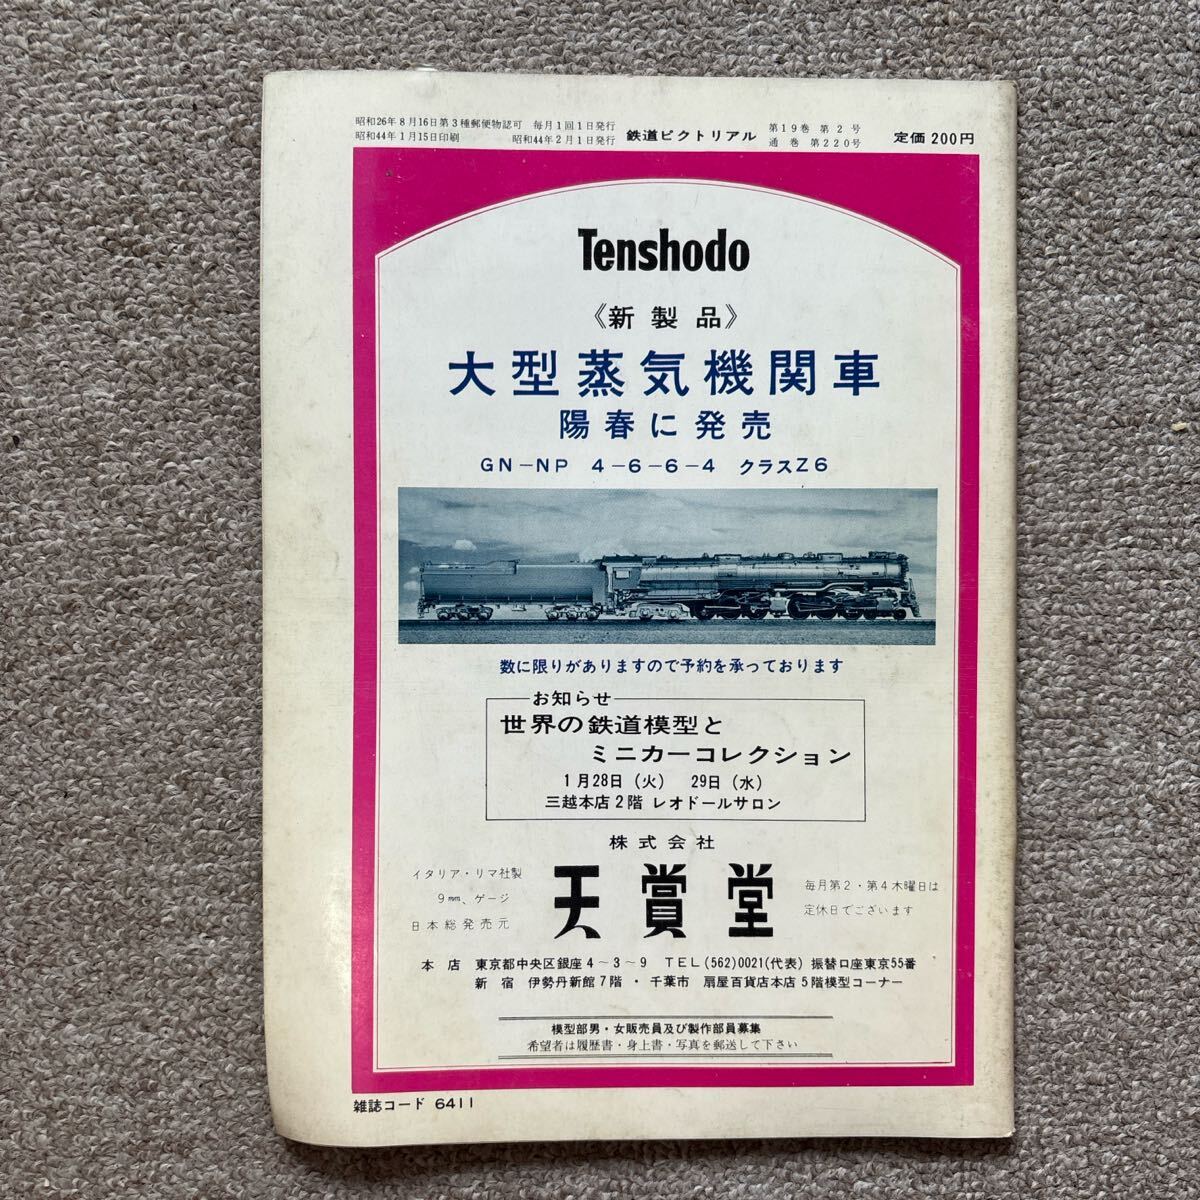 昭和26年8月16日第3種郵便物認可 毎月1回1日発行
昭和44年1月15日印刷 昭和44年2月1日発行
鉄道ピクトリアル
第19巻 第2号
通巻 第220号
定価 200円
Tenshodo
《新製品》
大型蒸気機関車
陽春に発売
GN-NP 4-6-6-4 クラスZ6
数に限りがありますので予約を承っております
お知らせ
世界の鉄道模型と
ミニカーコレクション
1月28日(火) 29日(水)
三越本店2階 レオドールサロン
株式会社
天賞堂
イタリア・リマ社製
9mm、ゲージ
日本総発売元
毎月第2・第4木曜日は
定休日でございます
本店 東京都中央区銀座4~3~9 TEL(562)0021(代表) 振替口座東京55番
新宿 伊勢丹新館7階・千葉市 扇屋百貨店本店5階模型コーナー
模型部男・女販売員及び製作部員募集
希望者は履歴書・身上書・写真を郵送して下さい
雑誌コード 6411